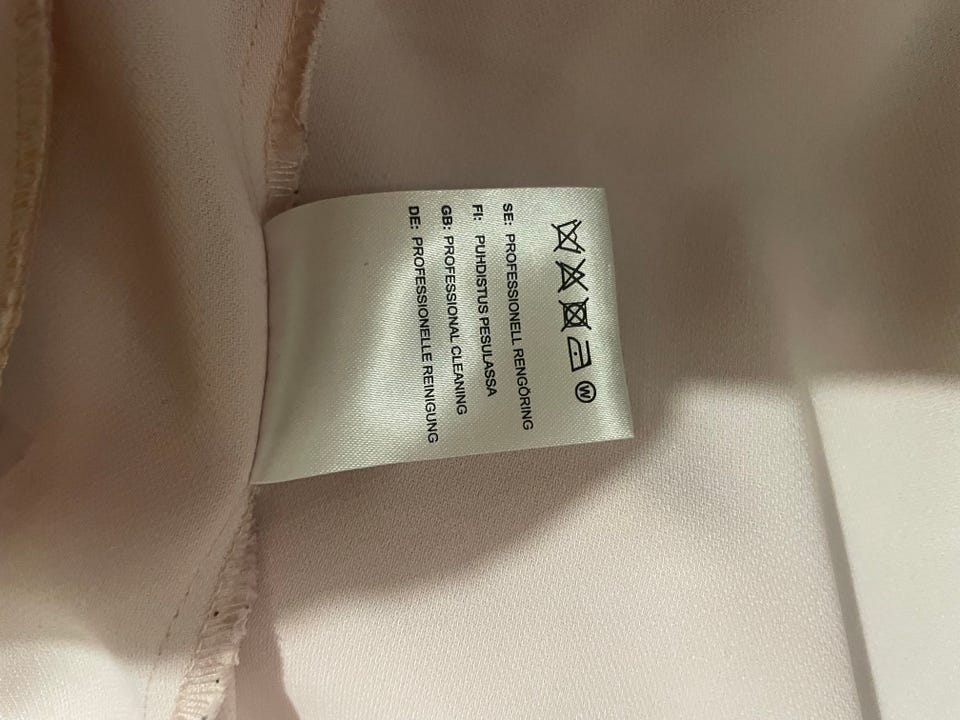 W
SE: PROFESSIONELL RENGÖRING
FI: PUHDISTUS PESULASSA
GB: PROFESSIONAL CLEANING
DE: PROFESSIONELLE REINIGUNG